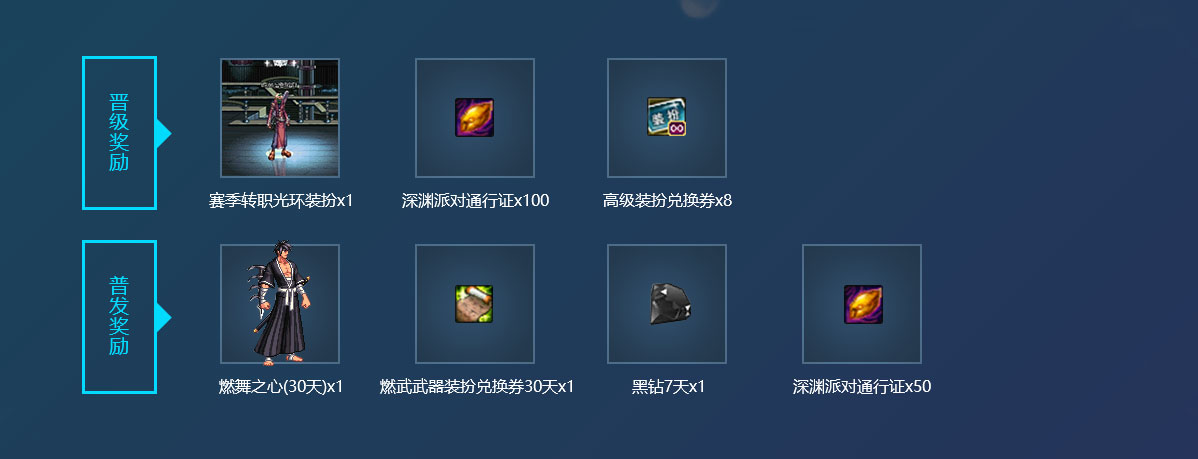 晋级奖励
赛季转职光环装扮x1
深渊派对通行证x100
装扮
高级装扮兑换券x8
普发奖励
燃舞之心(30天)x1
燃武武器装扮兑换券30天x1
黑钻7天x1
深渊派对通行证x50